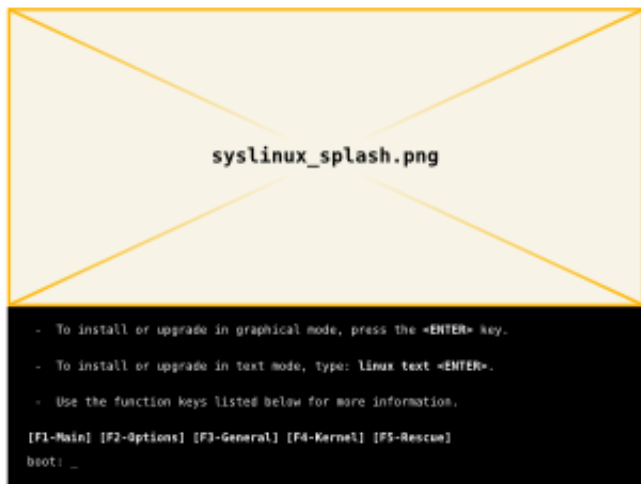 syslinux_splash.png
- To install or upgrade in graphical mode, press the <ENTER> key.
- To install or upgrade in text mode, type: linux text <ENTER>.
- Use the function keys listed below for more information.
[F1-Main] [F2-Options] [F3-General] [F4-Kernel] [F5-Rescue]
boot: _